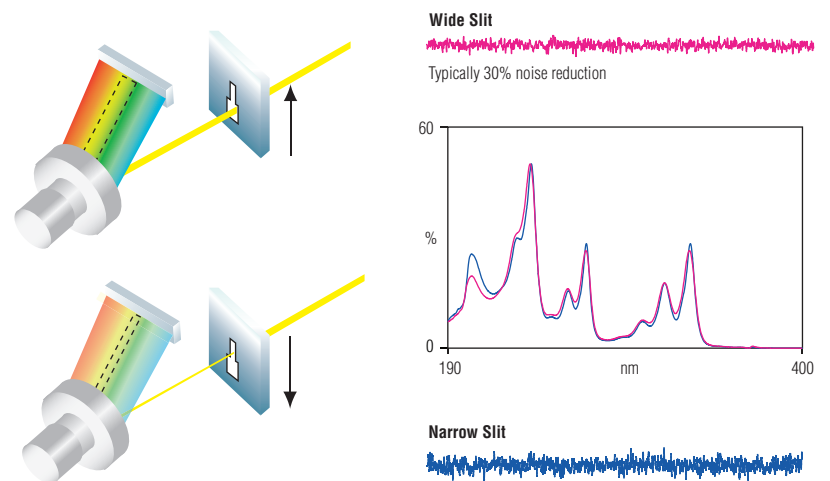 Wide Slit
Typically 30% noise reduction
60
%
0
190
nm
400
Narrow Slit